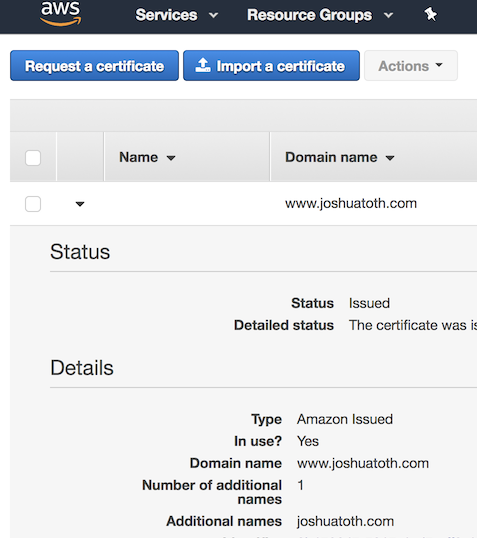 aws Services Resource Groups
Request a certificate Import a certificate Actions
Name Domain name
www.joshuatoth.com
Status
Status Issued
Detailed status The certificate was
Details
Type Amazon Issued
In use? Yes
Domain name www.joshuatoth.com
Number of additional
names 1
Additional names joshuatoth.com